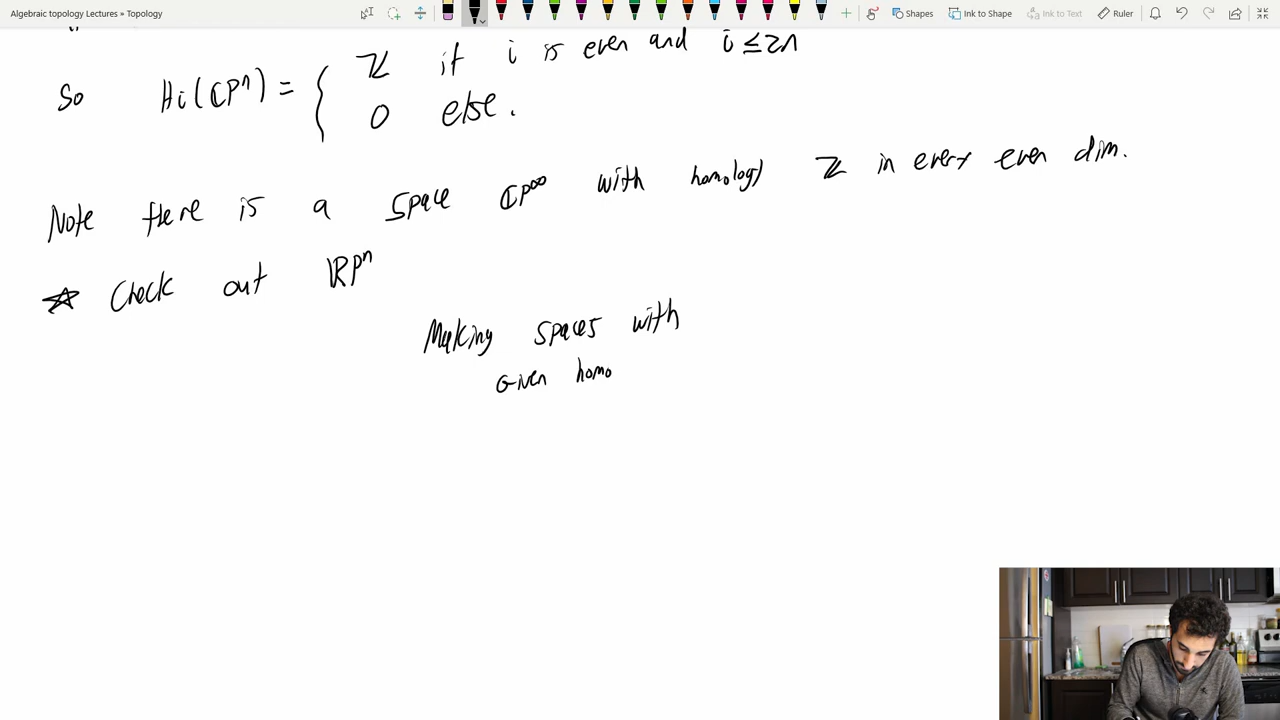 Algebraic topology Lectures » Topology
Shapes
Ink to Shape
Ink to Text
Ruler
So Hi(ℂPⁿ) = { ℤ if i is even and i ≤ 2n
0 else.
Note there is a space ℂP∞ with homology ℤ in every even dim.
☆ Check out ℝPⁿ
Making spaces with
Given homo